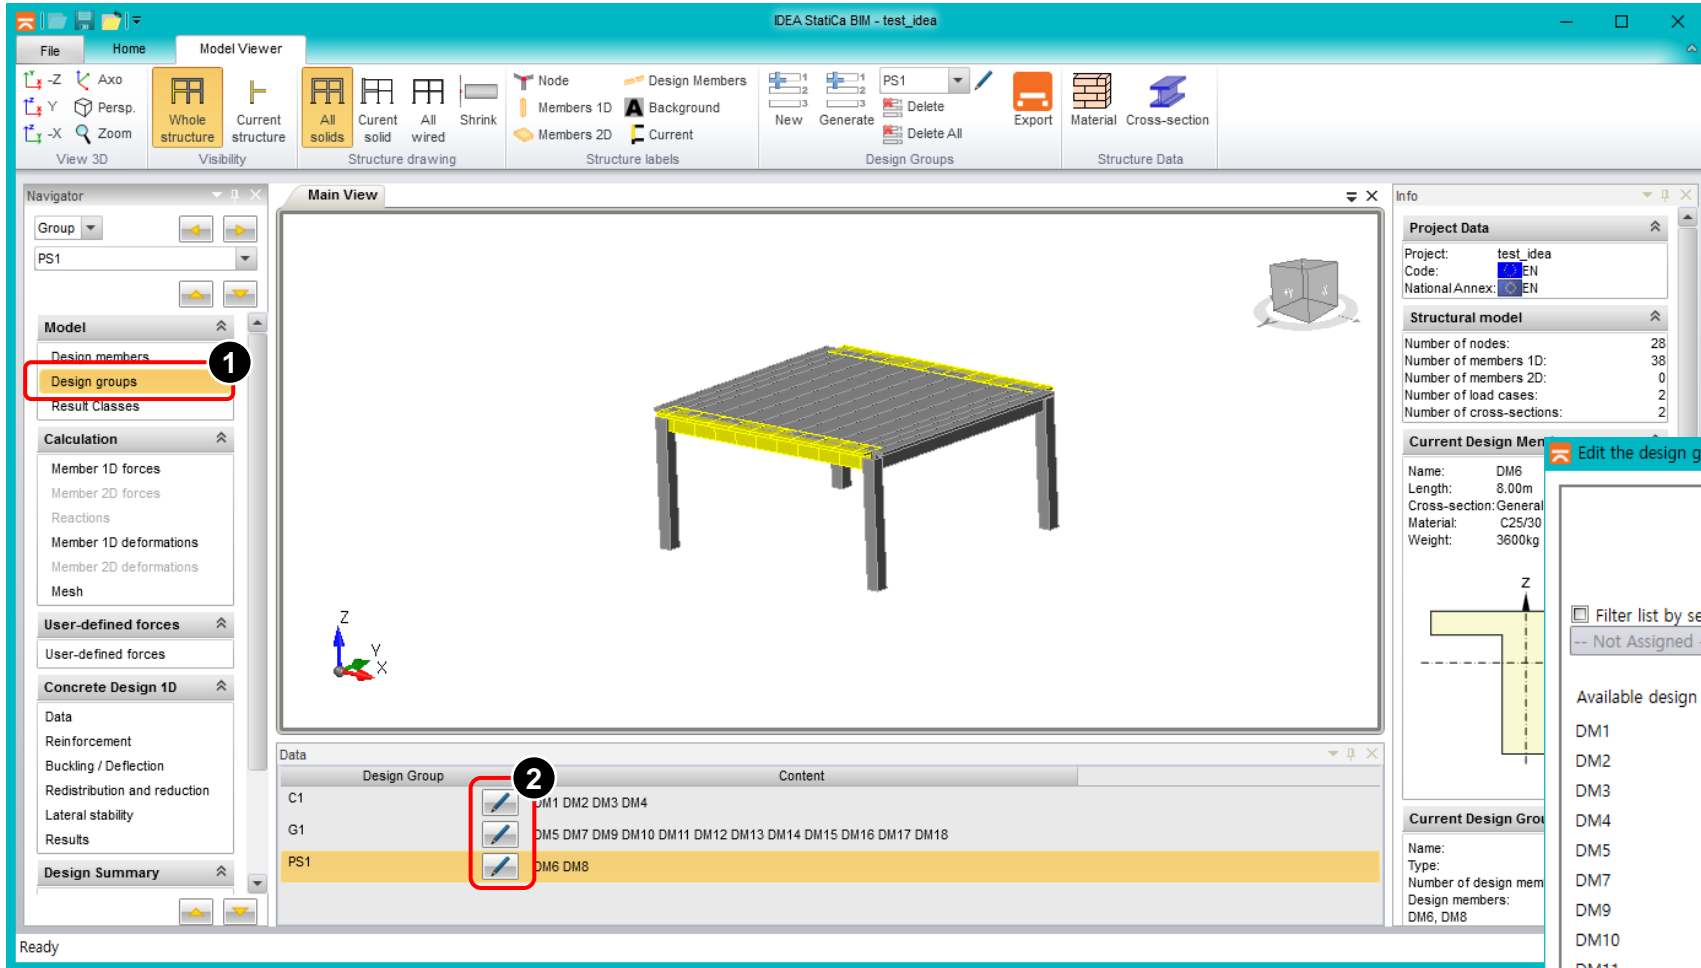 IDEA StatiCa BIM - test_idea
File
Home
Model Viewer
-Z
Axo
Y
Persp.
-X
Zoom
View 3D
Whole structure
Current structure
Visibility
All solids
Curent solid
All wired
Shrink
Structure drawing
Node
Design Members
Members 1D
Background
Members 2D
Current
Structure labels
New
Generate
PS1
Delete
Delete All
Design Groups
Export
Material
Cross-section
Structure Data
Navigator
Group
PS1
Model
Design members
1
Design groups
Result Classes
Calculation
Member 1D forces
Member 2D forces
Reactions
Member 1D deformations
Member 2D deformations
Mesh
User-defined forces
User-defined forces
Concrete Design 1D
Data
Reinforcement
Buckling / Deflection
Redistribution and reduction
Lateral stability
Results
Design Summary
Main View
+Y
X
Z
Y
X
Data
Design Group
Content
2
C1
DM1 DM2 DM3 DM4
G1
DM5 DM7 DM9 DM10 DM11 DM12 DM13 DM14 DM15 DM16 DM17 DM18
PS1
DM6 DM8
Info
Project Data
Project: test_idea
Code: EN
National Annex: EN
Structural model
Number of nodes: 28
Number of members 1D: 38
Number of members 2D: 0
Number of load cases: 2
Number of cross-sections: 2
Current Design Mem
Name: DM6
Length: 8.00m
Cross-section: General
Material: C25/30
Weight: 3600kg
Z
Current Design Grou
Name:
Type:
Number of design mem
Design members:
DM6, DM8
Edit the design g
Filter list by se
-- Not Assigned -
Available design
DM1
DM2
DM3
DM4
DM5
DM7
DM9
DM10
DM11
Ready